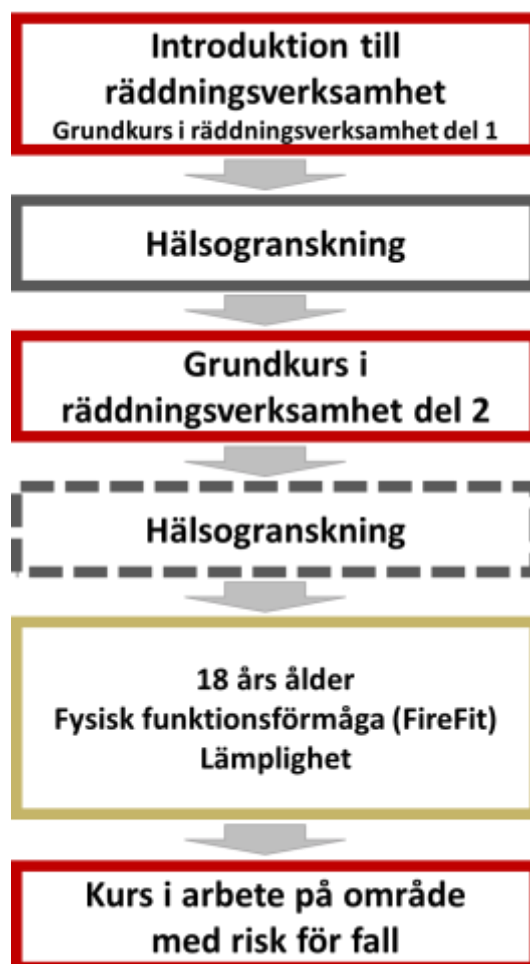 Introduktion till
räddningsverksamhet
Grundkurs i räddningsverksamhet del 1
Hälsogranskning
Grundkurs i
räddningsverksamhet del 2
Hälsogranskning
18 års ålder
Fysisk funktionsförmåga (FireFit)
Lämplighet
Kurs i arbete på område
med risk för fall